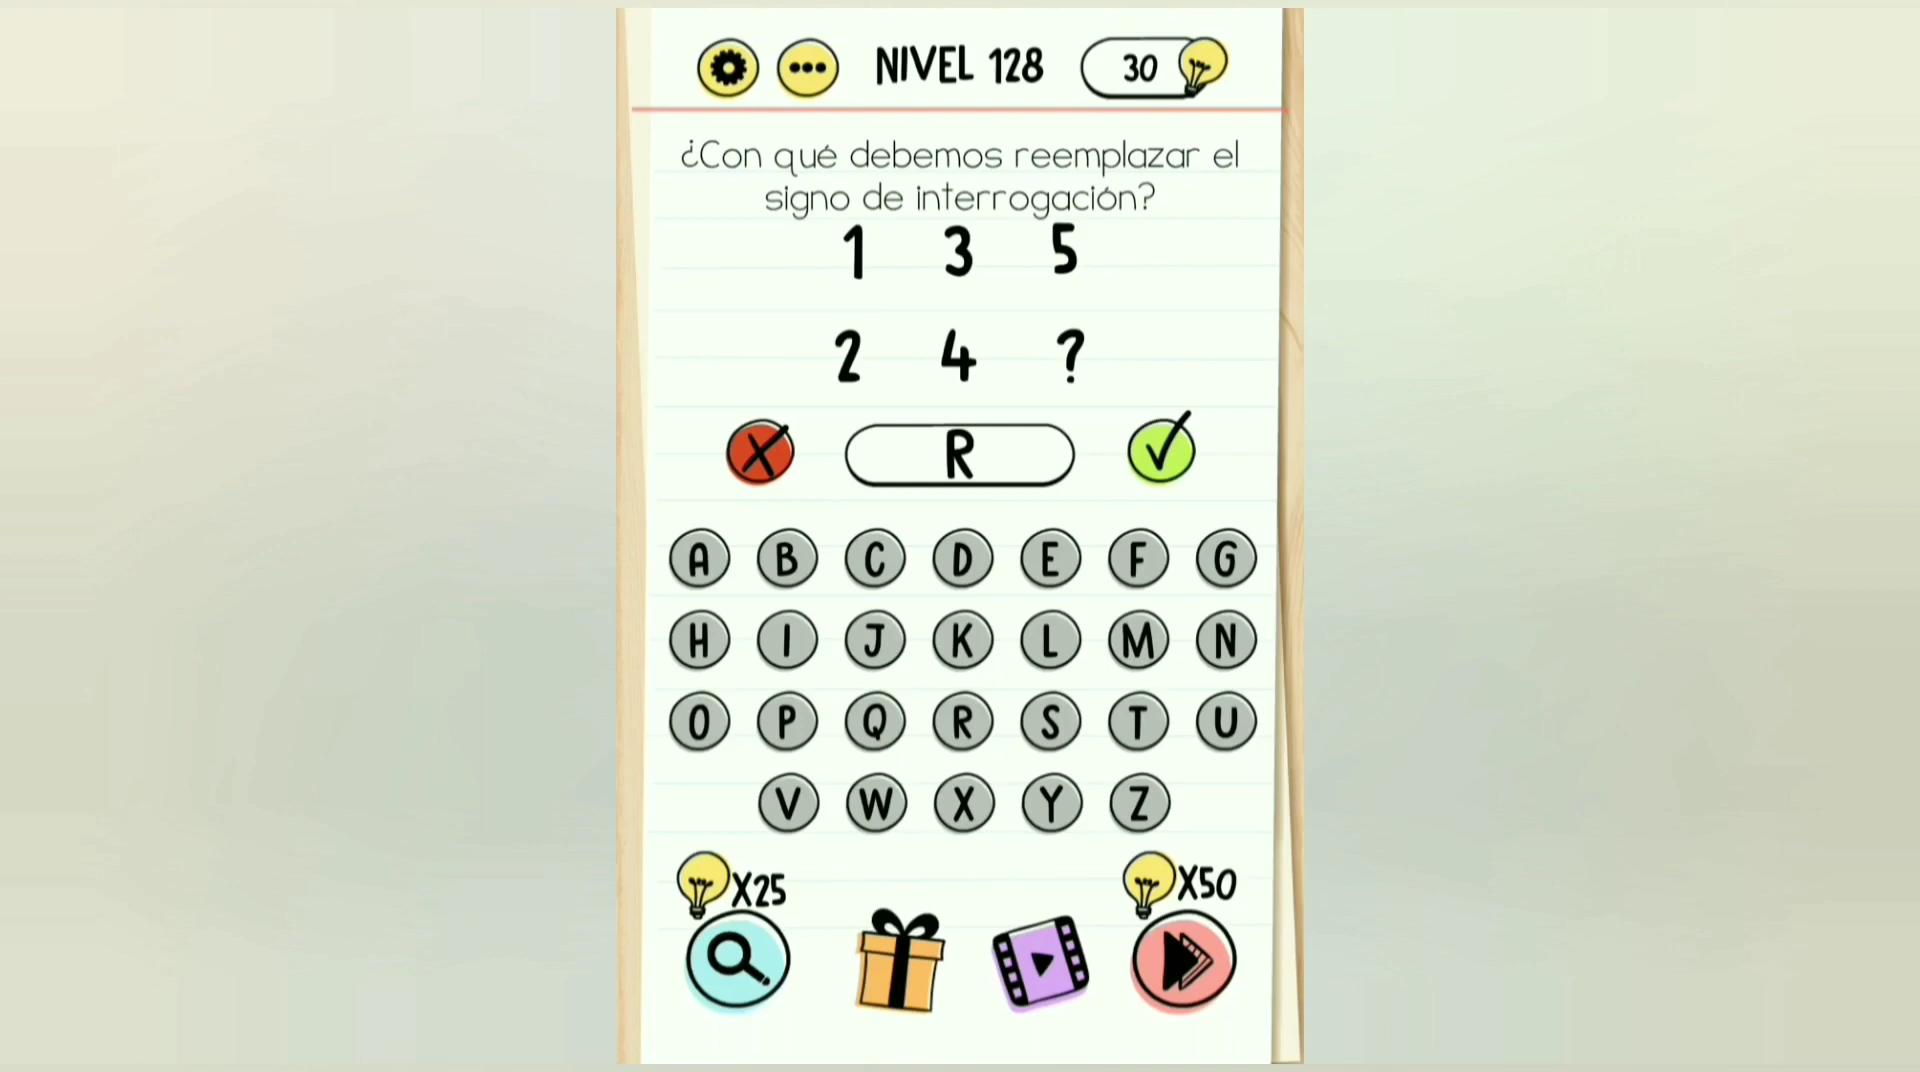 NIVEL 128
30
¿Con qué debemos reemplazar el
signo de interrogación?
1 3 5
2 4 ?
X R ✓
A B C D E F G
H I J K L M N
O P Q R S T U
V W X Y Z
X25 X50